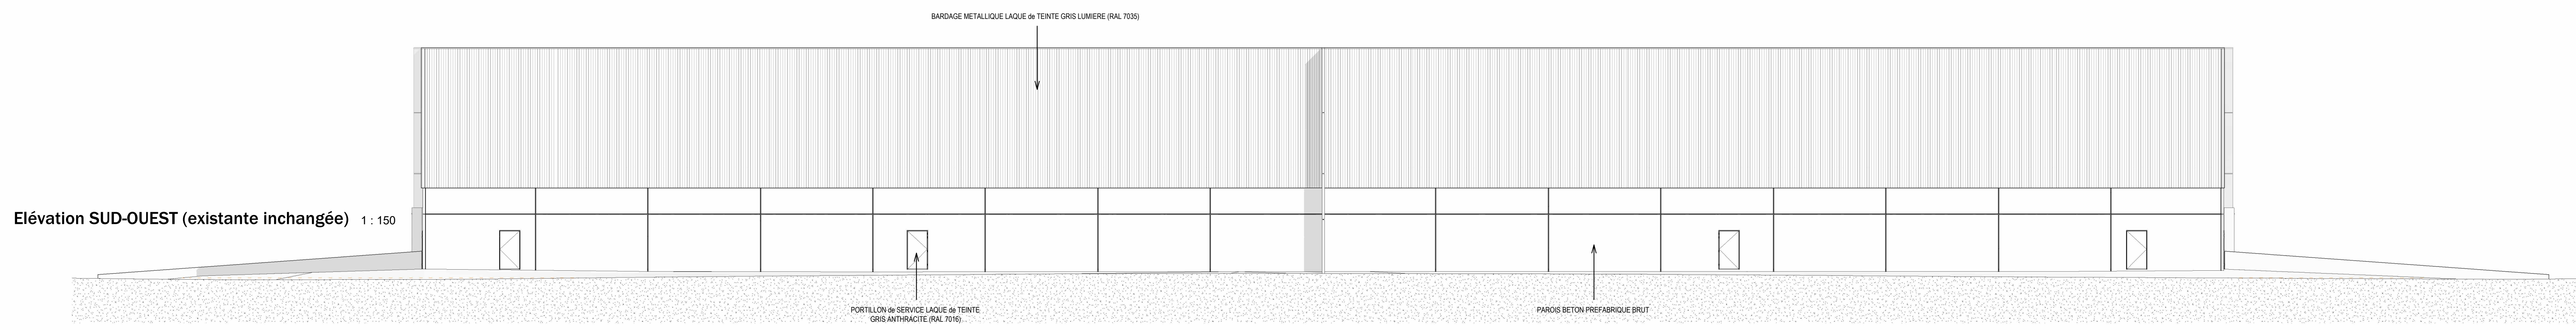 BARDAGE METALLIQUE LAQUE de TEINTE GRIS LUMIERE (RAL 7035)
Elévation SUD-OUEST (existante inchangée) 1 : 150
PORTILLON de SERVICE LAQUE de TEINTE
GRIS ANTHRACITE (RAL 7016)
PAROIS BETON PREFABRIQUE BRUT